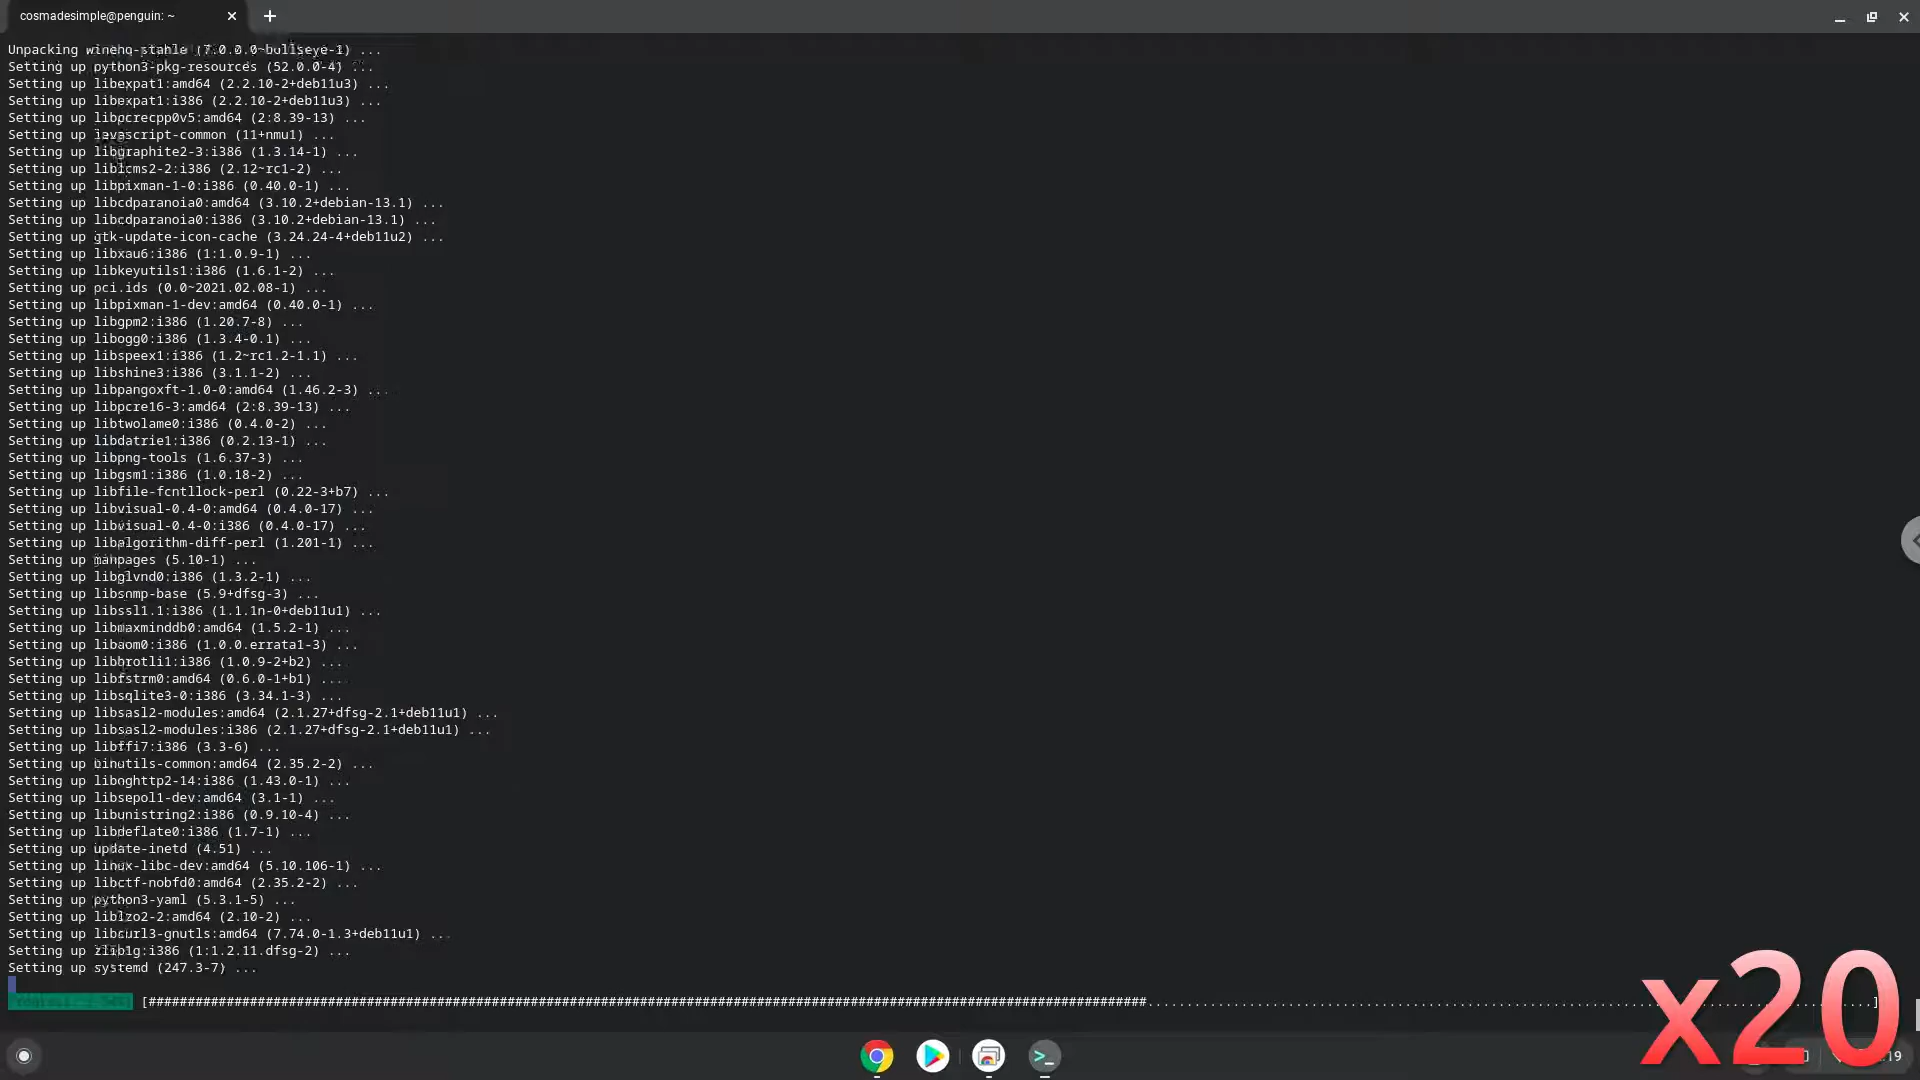 cosmadesimple@penguin: ~
Unpacking winehq-stable (7.0.0.0~bullseye-1) ...
Setting up python3-pkg-resources (52.0.0-4) ...
Setting up libexpat1:amd64 (2.2.10-2+deb11u3) ...
Setting up libexpat1:i386 (2.2.10-2+deb11u3) ...
Setting up libpcrecpp0v5:amd64 (2:8.39-13) ...
Setting up javascript-common (11+nmu1) ...
Setting up libgraphite2-3:i386 (1.3.14-1) ...
Setting up liblcms2-2:i386 (2.12~rc1-2) ...
Setting up libpixman-1-0:i386 (0.40.0-1) ...
Setting up libcdparanoia0:amd64 (3.10.2+debian-13.1) ...
Setting up libcdparanoia0:i386 (3.10.2+debian-13.1) ...
Setting up gtk-update-icon-cache (3.24.24-4+deb11u2) ...
Setting up libxau6:i386 (1:1.0.9-1) ...
Setting up libkeyutils1:i386 (1.6.1-2) ...
Setting up pci.ids (0.0~2021.02.08-1) ...
Setting up libpixman-1-dev:amd64 (0.40.0-1) ...
Setting up libgpm2:i386 (1.20.7-8) ...
Setting up libogg0:i386 (1.3.4-0.1) ...
Setting up libspeex1:i386 (1.2~rc1.2-1.1) ...
Setting up libshine3:i386 (3.1.1-2) ...
Setting up libpangoxft-1.0-0:amd64 (1.46.2-3) ...
Setting up libpcre16-3:amd64 (2:8.39-13) ...
Setting up libtwolame0:i386 (0.4.0-2) ...
Setting up libdatrie1:i386 (0.2.13-1) ...
Setting up libpng-tools (1.6.37-3) ...
Setting up libgsm1:i386 (1.0.18-2) ...
Setting up libfile-fcntllock-perl (0.22-3+b7) ...
Setting up libvisual-0.4-0:amd64 (0.4.0-17) ...
Setting up libvisual-0.4-0:i386 (0.4.0-17) ...
Setting up libalgorithm-diff-perl (1.201-1) ...
Setting up manpages (5.10-1) ...
Setting up libglvnd0:i386 (1.3.2-1) ...
Setting up libsnmp-base (5.9+dfsg-3) ...
Setting up libssl1.1:i386 (1.1.1n-0+deb11u1) ...
Setting up libmaxminddb0:amd64 (1.5.2-1) ...
Setting up libaom0:i386 (1.0.0.errata1-3) ...
Setting up libbrotli1:i386 (1.0.9-2+b2) ...
Setting up libfstrm0:amd64 (0.6.0-1+b1) ...
Setting up libsqlite3-0:i386 (3.34.1-3) ...
Setting up libsasl2-modules:amd64 (2.1.27+dfsg-2.1+deb11u1) ...
Setting up libsasl2-modules:i386 (2.1.27+dfsg-2.1+deb11u1) ...
Setting up libffi7:i386 (3.3-6) ...
Setting up binutils-common:amd64 (2.35.2-2) ...
Setting up libnghttp2-14:i386 (1.43.0-1) ...
Setting up libsepol1-dev:amd64 (3.1-1) ...
Setting up libunistring2:i386 (0.9.10-4) ...
Setting up libdeflate0:i386 (1.7-1) ...
Setting up update-inetd (4.51) ...
Setting up linux-libc-dev:amd64 (5.10.106-1) ...
Setting up libctf-nobfd0:amd64 (2.35.2-2) ...
Setting up python3-yaml (5.3.1-5) ...
Setting up liblzo2-2:amd64 (2.10-2) ...
Setting up libcurl3-gnutls:amd64 (7.74.0-1.3+deb11u1) ...
Setting up zlib1g:i386 (1:1.2.11.dfsg-2) ...
Setting up systemd (247.3-7) ...
x20